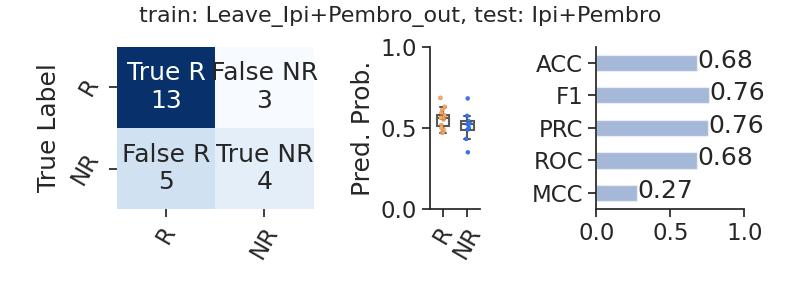 train: Leave_Ipi+Pembro_out, test: Ipi+Pembro
True Label
R
NR
True R
13
False NR
3
False R
5
True NR
4
R
NR
Pred. Prob.
1.0
0.5
0.0
R
NR
ACC
0.68
F1
0.76
PRC
0.76
ROC
0.68
MCC
0.27
0.0
0.5
1.0